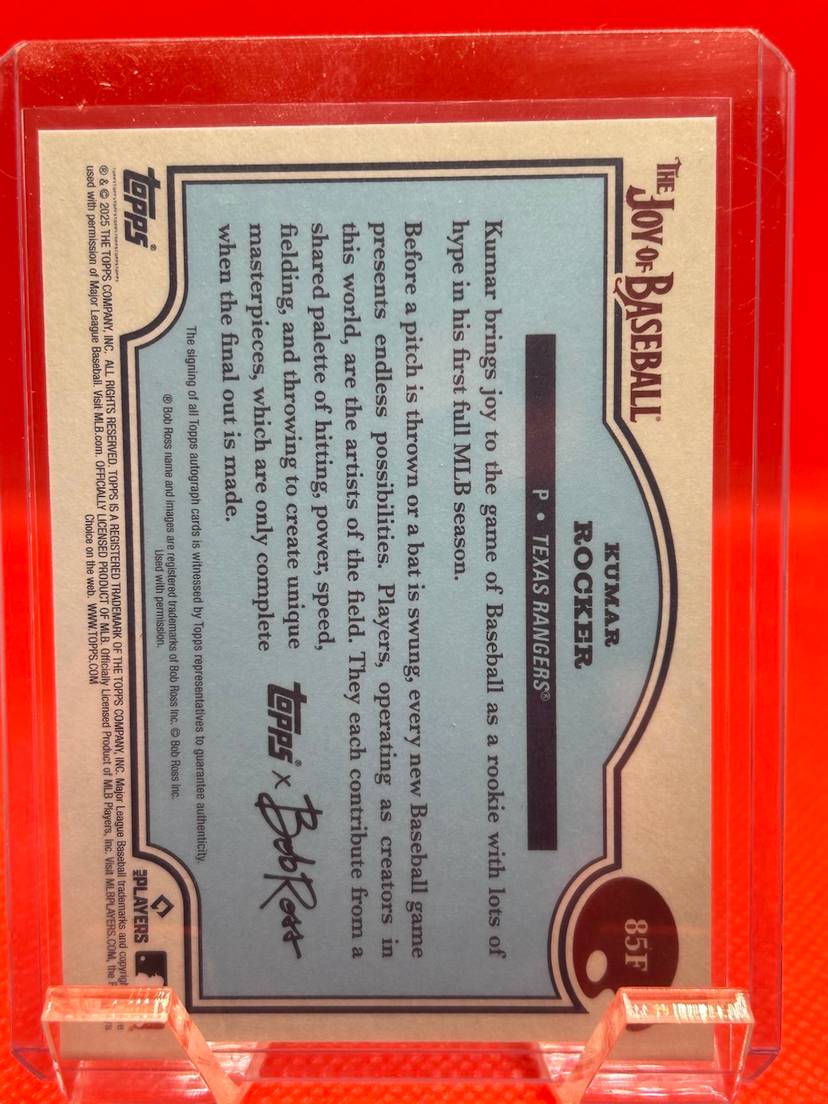 THE JOY OF BASEBALL®
85F
KUMAR
ROCKER
P • TEXAS RANGERS®
Kumar brings joy to the game of Baseball as a rookie with lots of
hype in his first full MLB season.
Before a pitch is thrown or a bat is swung, every new Baseball game
presents endless possibilities. Players, operating as creators in
this world, are the artists of the field. They each contribute from a
shared palette of hitting, power, speed,
fielding, and throwing to create unique
masterpieces, which are only complete
when the final out is made.
topps® x Bob Ross
The signing of all Topps autograph cards is witnessed by Topps representatives to guarantee authenticity.
® Bob Ross name and images are registered trademarks of Bob Ross Inc. © Bob Ross Inc.
Used with permission.
topps®
MLB PLAYERS
® & © 2025 THE TOPPS COMPANY, INC. ALL RIGHTS RESERVED. TOPPS IS A REGISTERED TRADEMARK OF THE TOPPS COMPANY, INC. Major League Baseball trademarks and
used with permission of Major League Baseball. Visit MLB.com. OFFICIALLY LICENSED PRODUCT OF MLB. Officially Licensed Product of MLB Players, Inc. Visit MLBPLAYERS.COM, the
Choice on the web. WWW.TOPPS.COM